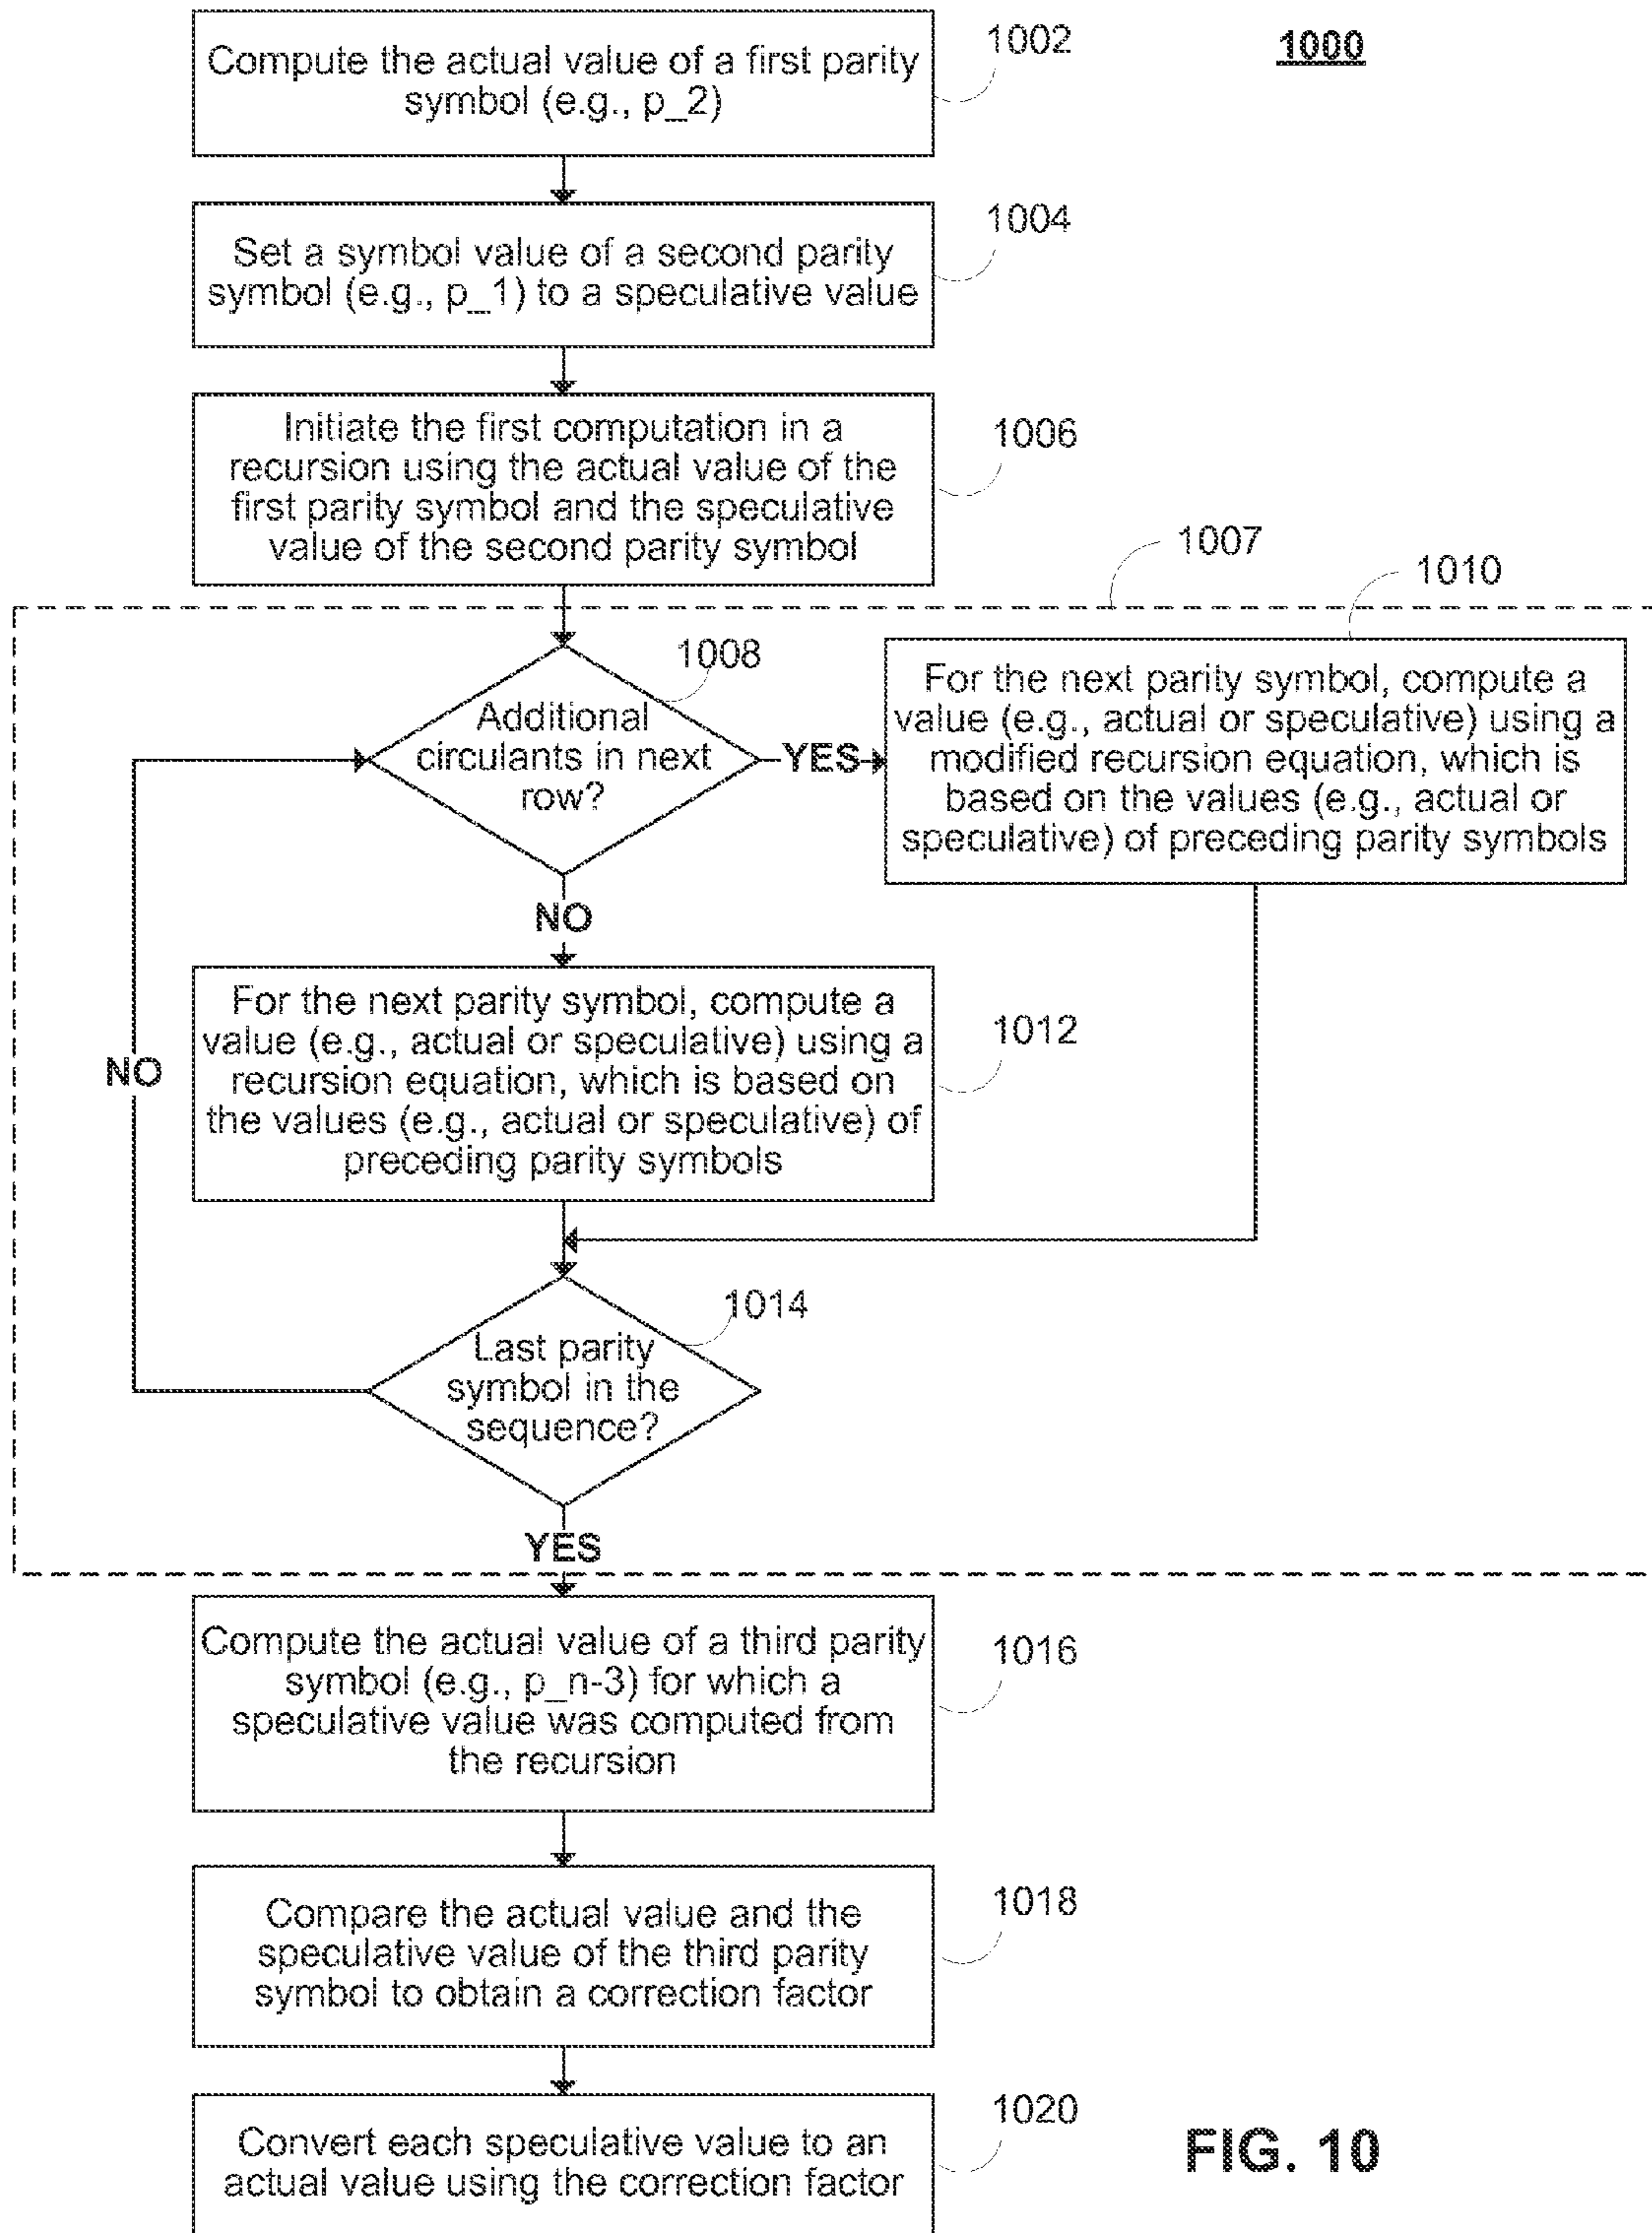 1000
Compute the actual value of a first parity
symbol (e.g., p_2)
1002
Set a symbol value of a second parity
symbol (e.g., p_1) to a speculative value
1004
Initiate the first computation in a
recursion using the actual value of the
first parity symbol and the speculative
value of the second parity symbol
1006
1007
1008
Additional
circulants in next
row?
YES
1010
For the next parity symbol, compute a
value (e.g., actual or speculative) using a
modified recursion equation, which is
based on the values (e.g., actual or
speculative) of preceding parity symbols
NO
For the next parity symbol, compute a
value (e.g., actual or speculative) using a
recursion equation, which is based on
the values (e.g., actual or speculative) of
preceding parity symbols
1012
NO
1014
Last parity
symbol in the
sequence?
YES
Compute the actual value of a third parity
symbol (e.g., p_n-3) for which a
speculative value was computed from
the recursion
1016
Compare the actual value and the
speculative value of the third parity
symbol to obtain a correction factor
1018
Convert each speculative value to an
actual value using the correction factor
1020
FIG. 10